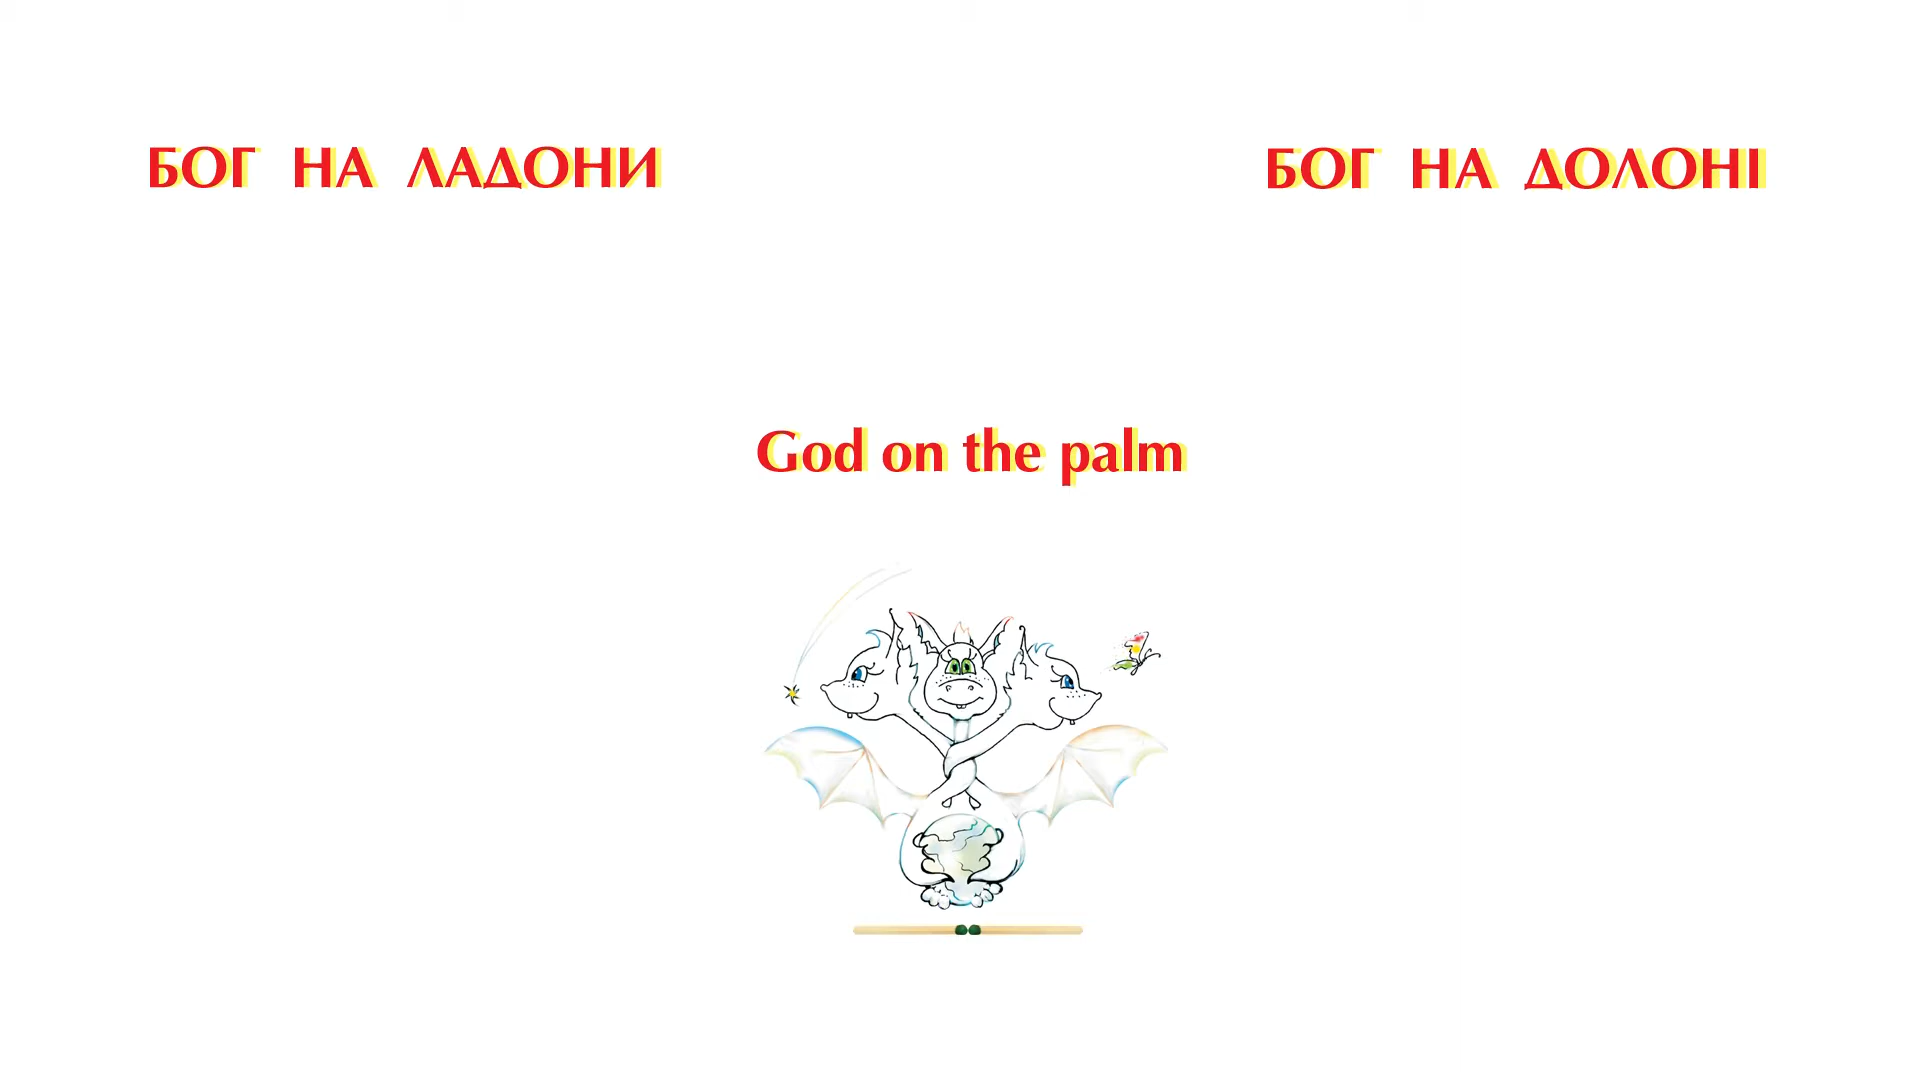 БОГ НА ЛАДОНИ
БОГ НА ДОЛОНІ
God on the palm